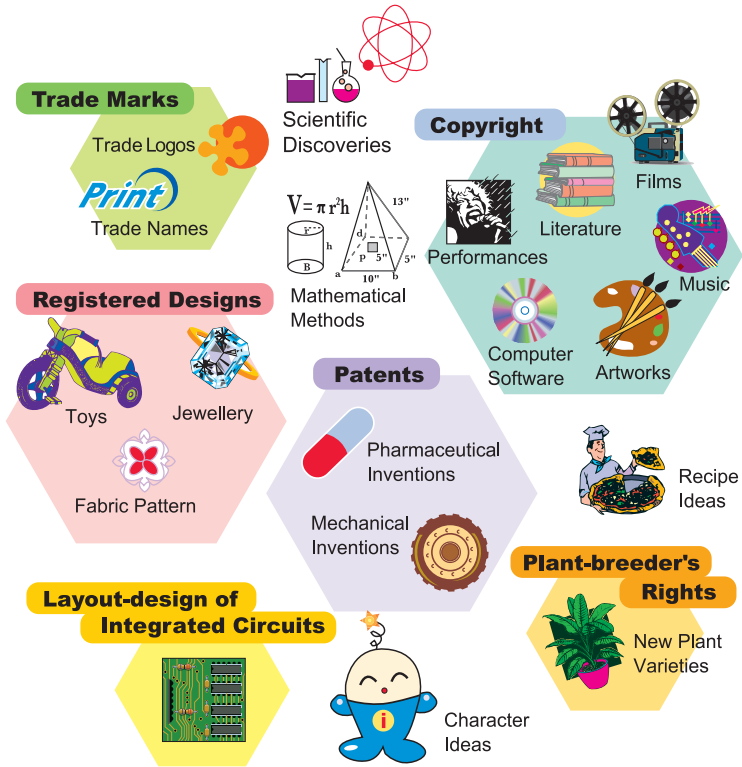 Trade Marks
Trade Logos
Print
Trade Names
Scientific
Discoveries
V=πr²h
r
h
B
13"
d
p
5"
5"
a
10"
b
Mathematical
Methods
Copyright
Films
Literature
Performances
Music
Computer
Software
Artworks
Registered Designs
Toys
Jewellery
Fabric Pattern
Patents
Pharmaceutical
Inventions
Mechanical
Inventions
Recipe
Ideas
Plant-breeder's
Rights
New Plant
Varieties
Layout-design of
Integrated Circuits
i
Character
Ideas